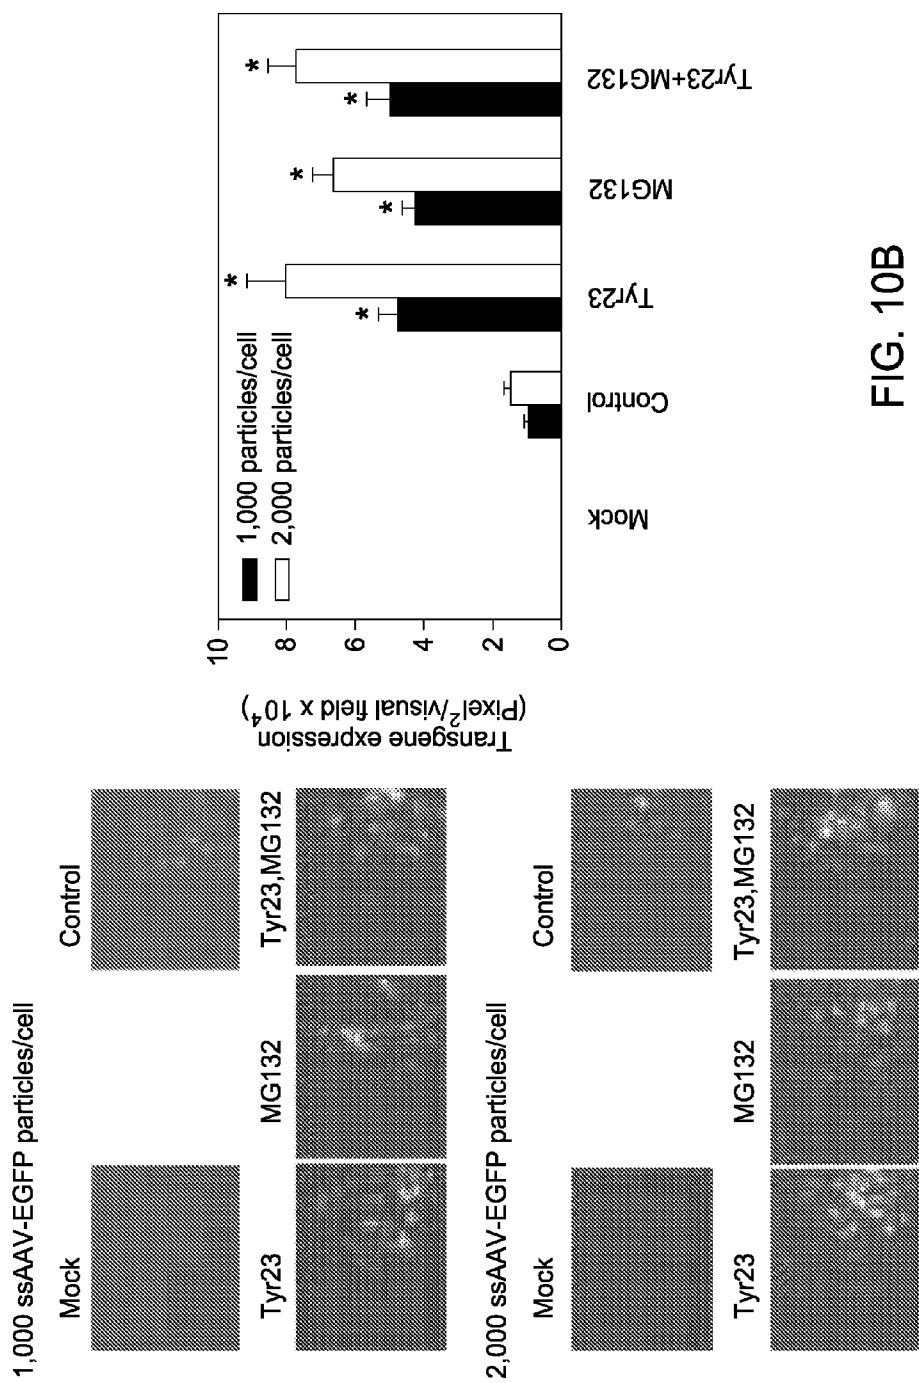 1,000 ssAAV-EGFP particles/cell
Mock
Control
Tyr23
MG132
Tyr23,MG132
2,000 ssAAV-EGFP particles/cell
Mock
Control
Tyr23
MG132
Tyr23,MG132
Transgene expression
(Pixel²/visual field x 10⁴)
10
8
6
4
2
0
1,000 particles/cell
2,000 particles/cell
*
*
*
*
*
*
Mock
Control
Tyr23
MG132
Tyr23+MG132
FIG. 10B